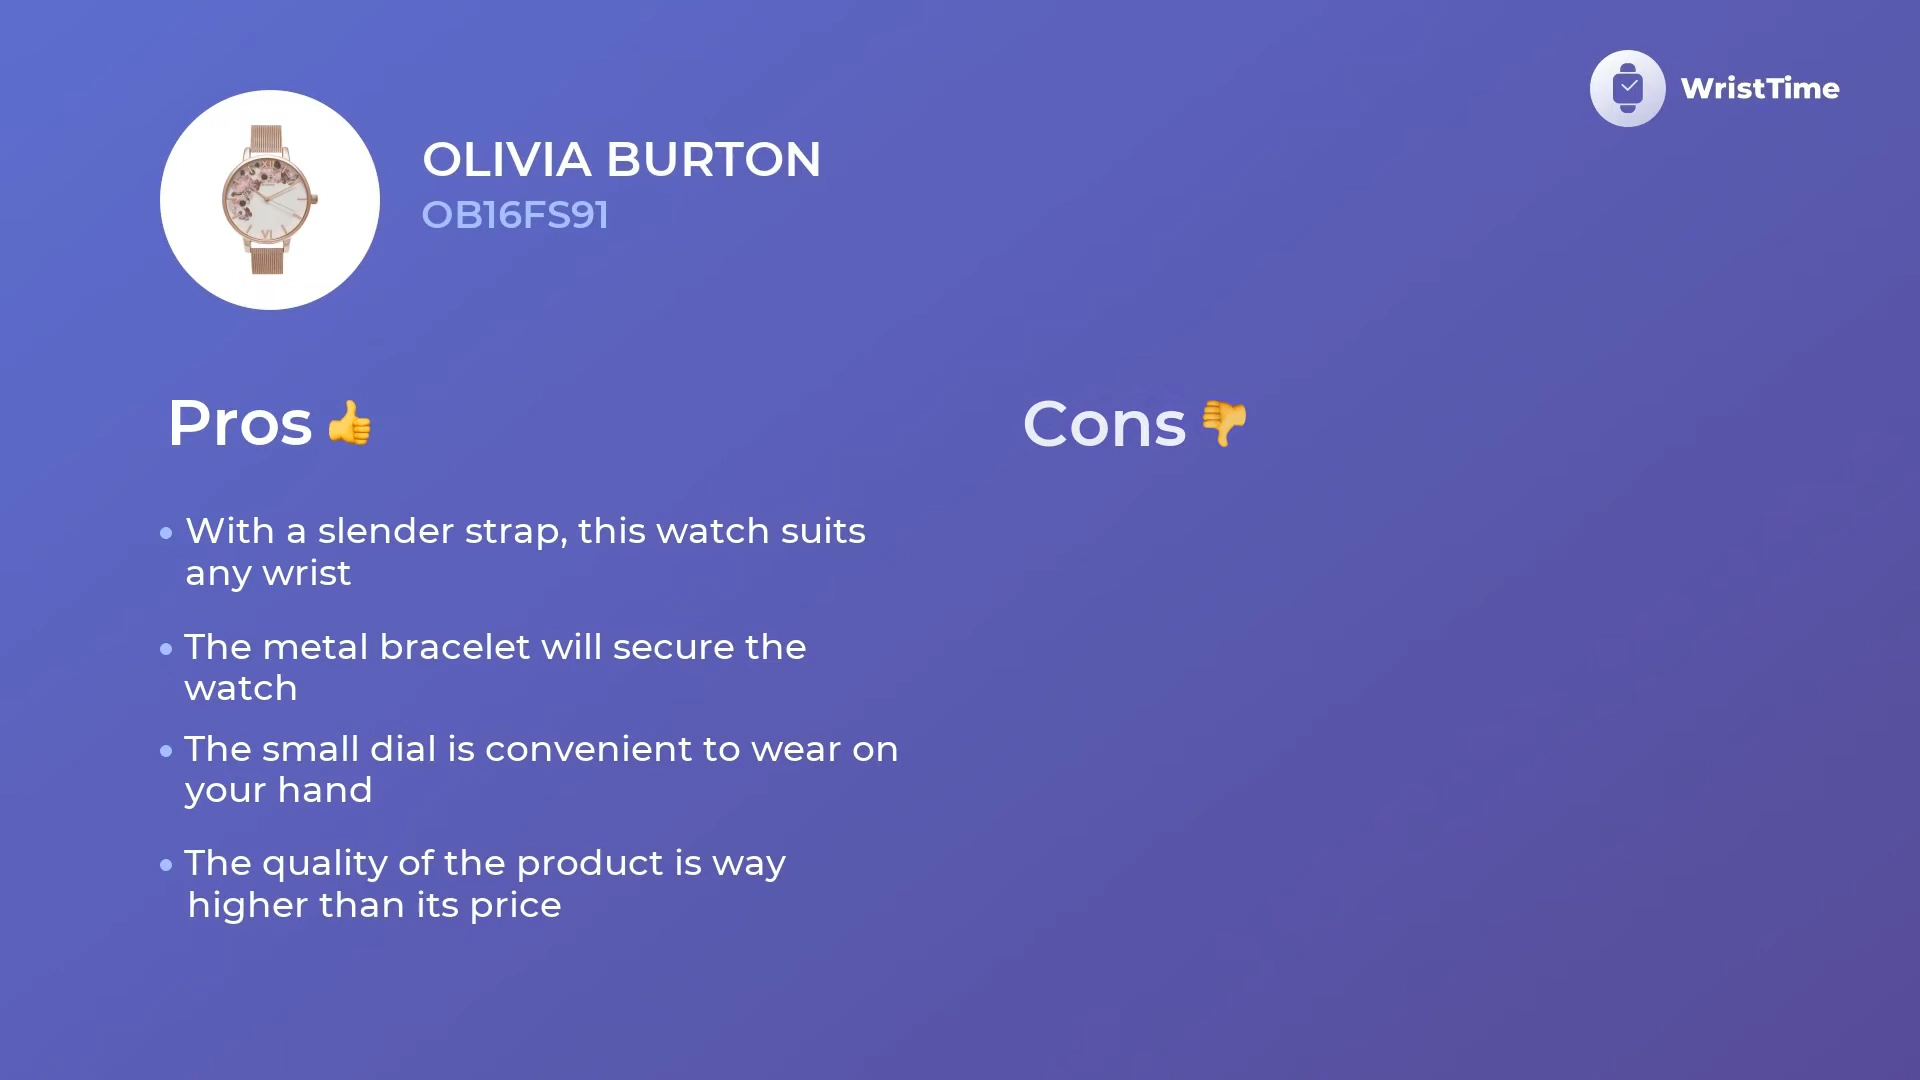 WristTime
OLIVIA BURTON
OB16FS91
Pros
With a slender strap, this watch suits
any wrist
The metal bracelet will secure the
watch
The small dial is convenient to wear on
your hand
The quality of the product is way
higher than its price
Cons